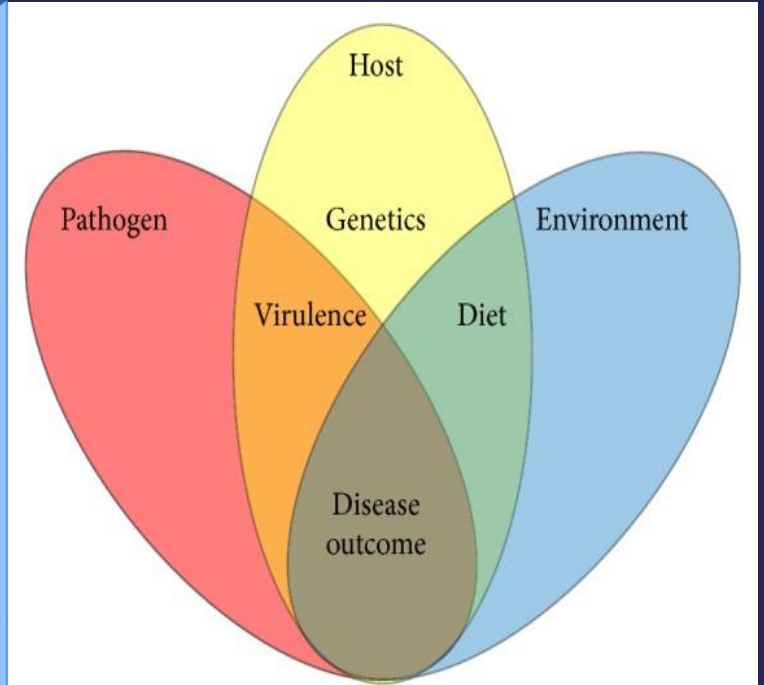 Host
Pathogen
Genetics
Environment
Virulence
Diet
Disease
outcome